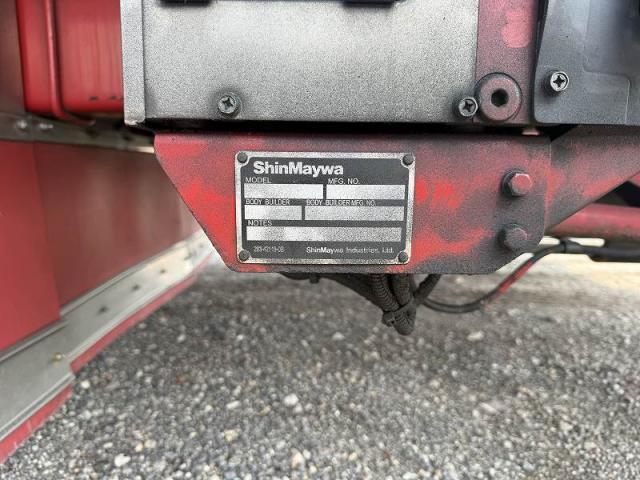 ShinMaywa
MODEL MFG. NO.
BODY BUILDER BODY BUILDER MFG. NO.
NOTES
ShinMaywa Industries, Ltd.